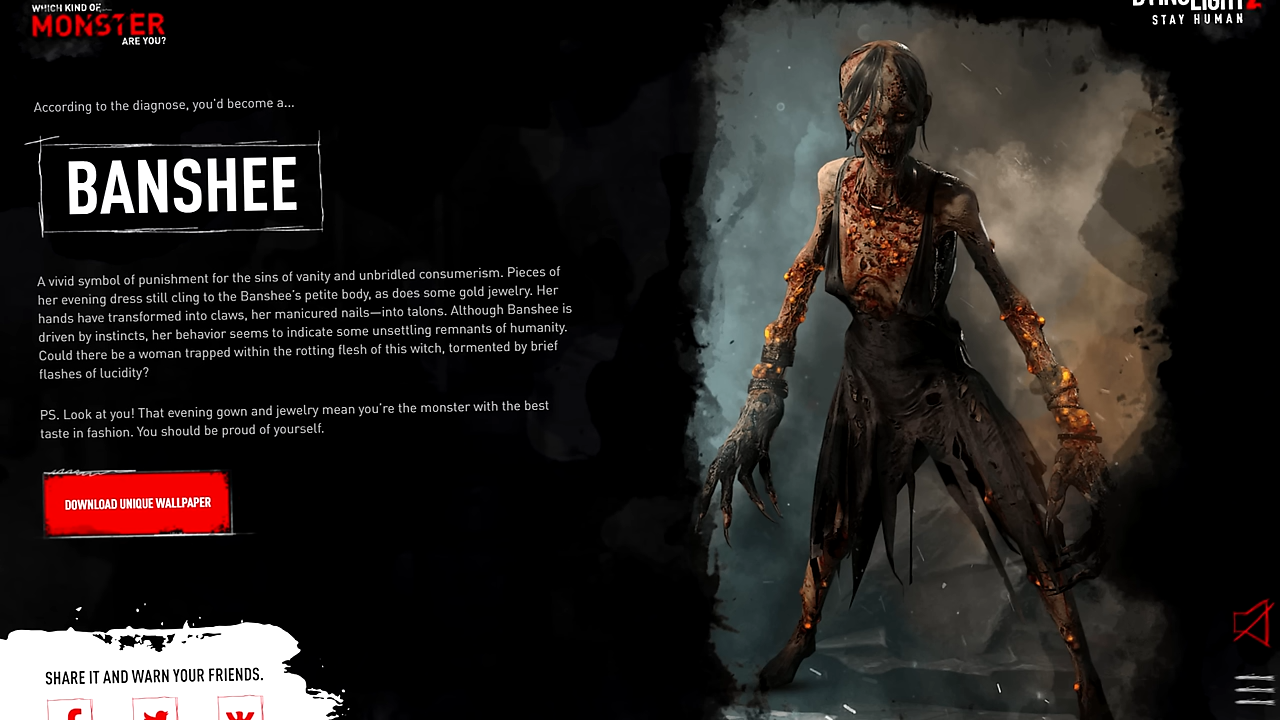 WHICH KIND OF
MONSTER
ARE YOU?
DYING LIGHT 2
STAY HUMAN
According to the diagnose, you'd become a...
BANSHEE
A vivid symbol of punishment for the sins of vanity and unbridled consumerism. Pieces of
her evening dress still cling to the Banshee's petite body, as does some gold jewelry. Her
hands have transformed into claws, her manicured nails—into talons. Although Banshee is
driven by instincts, her behavior seems to indicate some unsettling remnants of humanity.
Could there be a woman trapped within the rotting flesh of this witch, tormented by brief
flashes of lucidity?
PS. Look at you! That evening gown and jewelry mean you're the monster with the best
taste in fashion. You should be proud of yourself.
DOWNLOAD UNIQUE WALLPAPER
SHARE IT AND WARN YOUR FRIENDS.